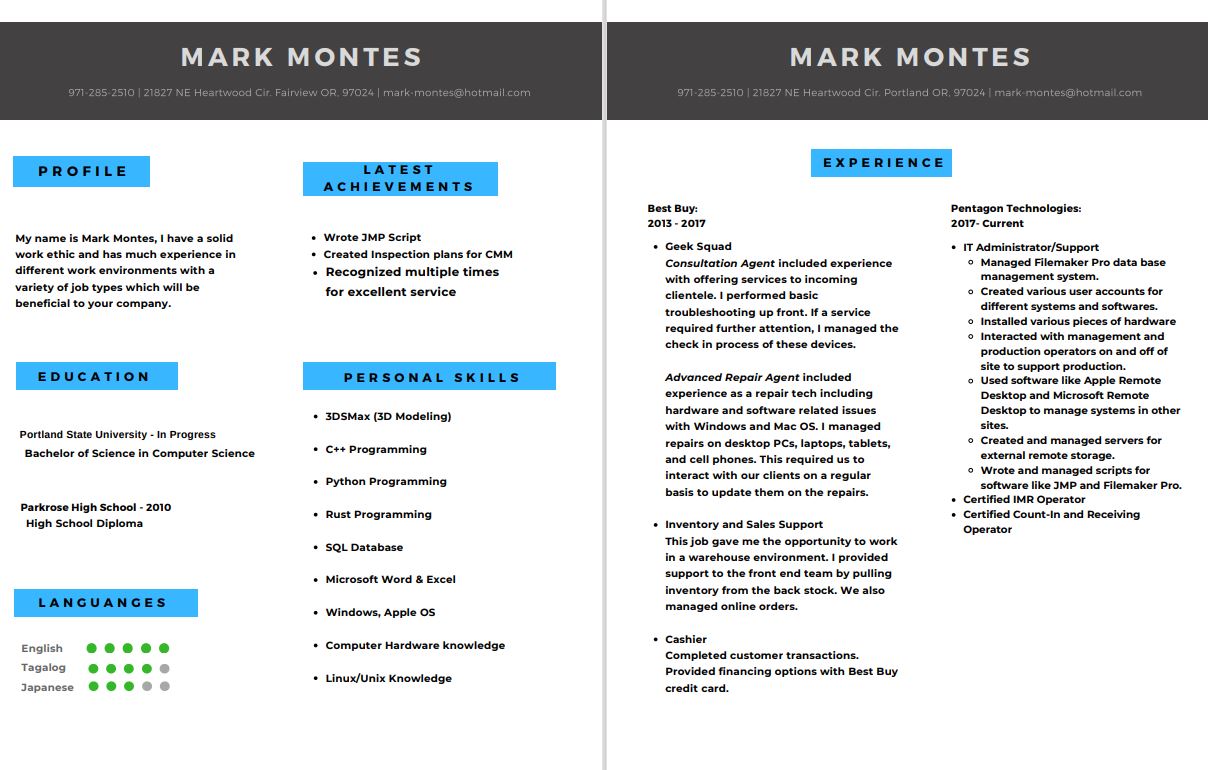 MARK MONTES
971-285-2510 | 21827 NE Heartwood Cir. Fairview OR, 97024 | mark-montes@hotmail.com
PROFILE
My name is Mark Montes, I have a solid
work ethic and has much experience in
different work environments with a
variety of job types which will be
beneficial to your company.
EDUCATION
Portland State University - In Progress
Bachelor of Science in Computer Science
Parkrose High School - 2010
High School Diploma
LANGUANGES
English
Tagalog
Japanese
LATEST
ACHIEVEMENTS
• Wrote JMP Script
• Created Inspection plans for CMM
• Recognized multiple times
for excellent service
PERSONAL SKILLS
• 3DSMax (3D Modeling)
• C++ Programming
• Python Programming
• Rust Programming
• SQL Database
• Microsoft Word & Excel
• Windows, Apple OS
• Computer Hardware knowledge
• Linux/Unix Knowledge
MARK MONTES
971-285-2510 | 21827 NE Heartwood Cir. Portland OR, 97024 | mark-montes@hotmail.com
EXPERIENCE
Best Buy:
2013 - 2017
• Geek Squad
Consultation Agent included experience
with offering services to incoming
clientele. I performed basic
troubleshooting up front. If a service
required further attention, I managed the
check in process of these devices.
Advanced Repair Agent included
experience as a repair tech including
hardware and software related issues
with Windows and Mac OS. I managed
repairs on desktop PCs, laptops, tablets,
and cell phones. This required us to
interact with our clients on a regular
basis to update them on the repairs.
• Inventory and Sales Support
This job gave me the opportunity to work
in a warehouse environment. I provided
support to the front end team by pulling
inventory from the back stock. We also
managed online orders.
• Cashier
Completed customer transactions.
Provided financing options with Best Buy
credit card.
Pentagon Technologies:
2017- Current
• IT Administrator/Support
◦ Managed Filemaker Pro data base
management system.
◦ Created various user accounts for
different systems and softwares.
◦ Installed various pieces of hardware
◦ Interacted with management and
production operators on and off of
site to support production.
◦ Used software like Apple Remote
Desktop and Microsoft Remote
Desktop to manage systems in other
sites.
◦ Created and managed servers for
external remote storage.
◦ Wrote and managed scripts for
software like JMP and Filemaker Pro.
• Certified IMR Operator
• Certified Count-In and Receiving
Operator